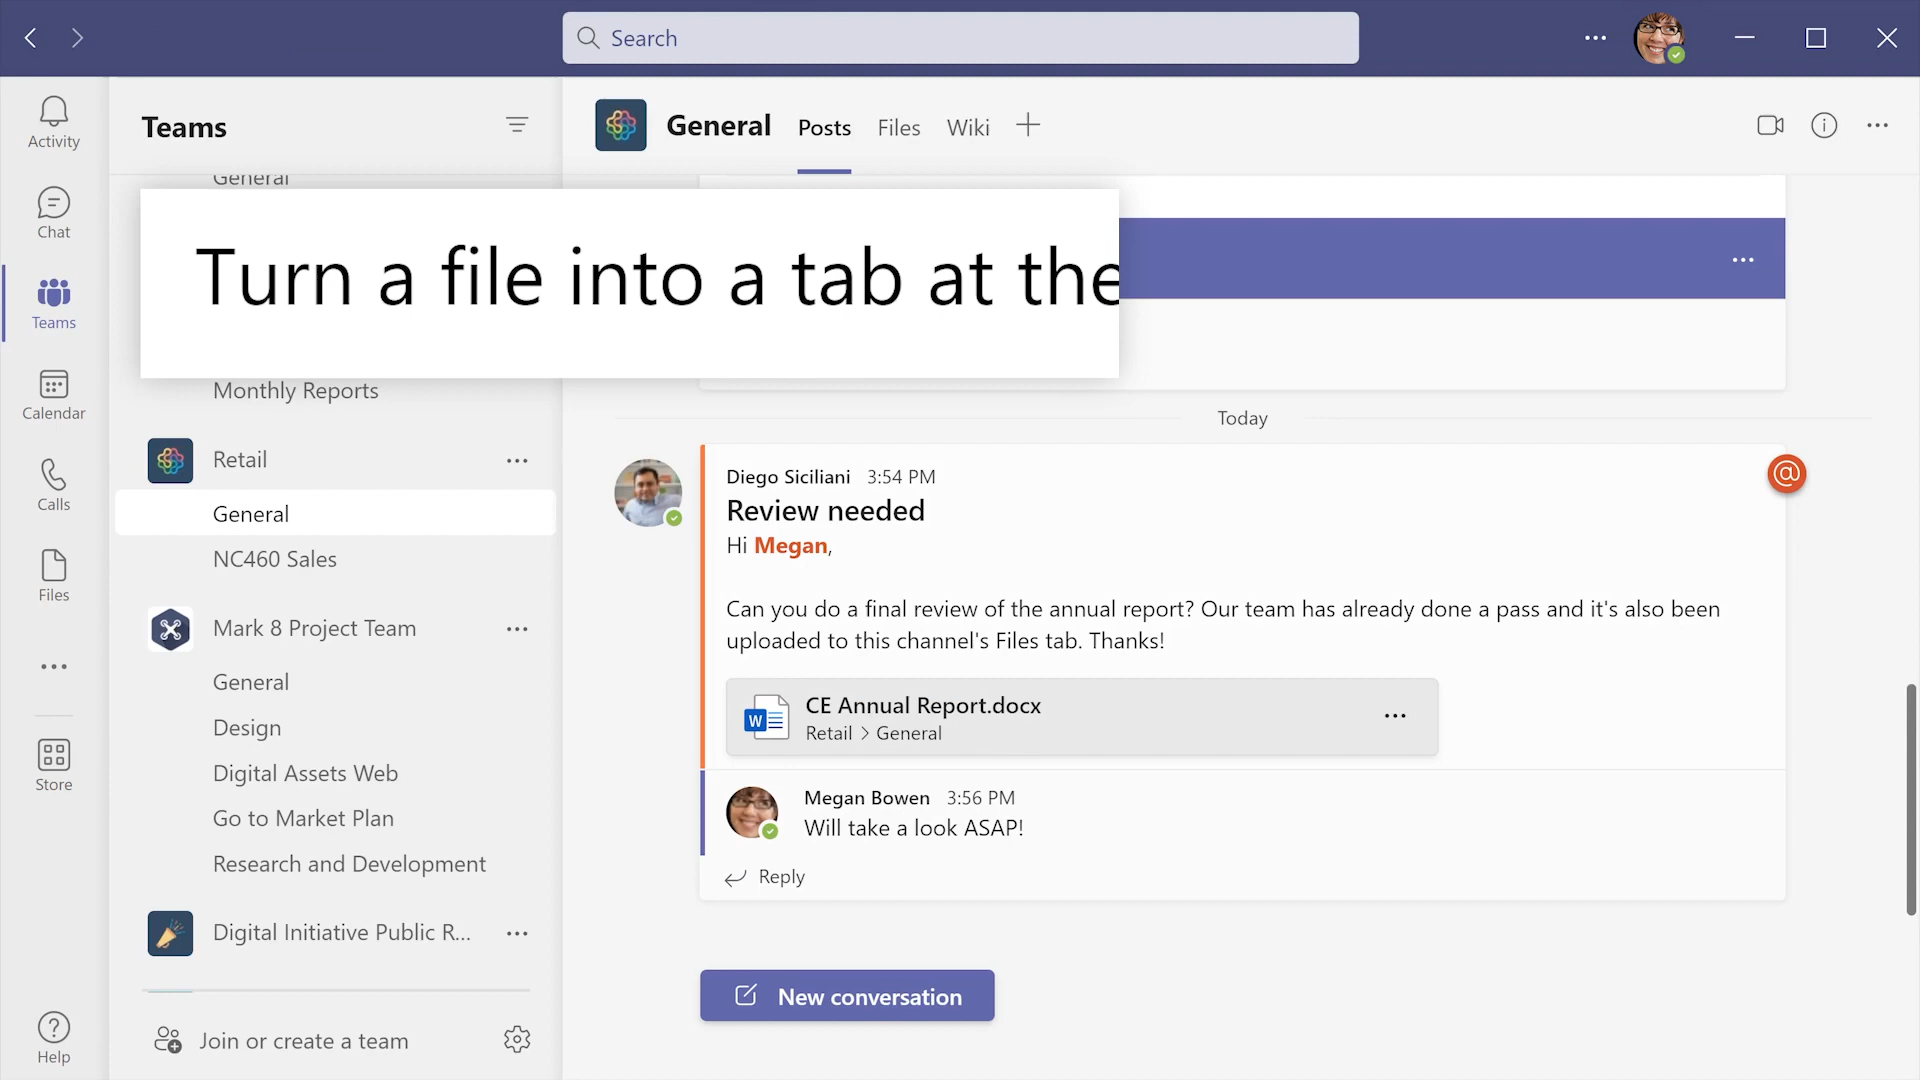 Search
Activity
Chat
Teams
Calendar
Calls
Files
Store
Help
Teams
General
Turn a file into a tab at the
Monthly Reports
Retail
General
NC460 Sales
Mark 8 Project Team
General
Design
Digital Assets Web
Go to Market Plan
Research and Development
Digital Initiative Public R...
Join or create a team
General Posts Files Wiki
Today
Diego Siciliani 3:54 PM
Review needed
Hi Megan,
Can you do a final review of the annual report? Our team has already done a pass and it's also been
uploaded to this channel's Files tab. Thanks!
W
CE Annual Report.docx
Retail > General
Megan Bowen 3:56 PM
Will take a look ASAP!
Reply
New conversation